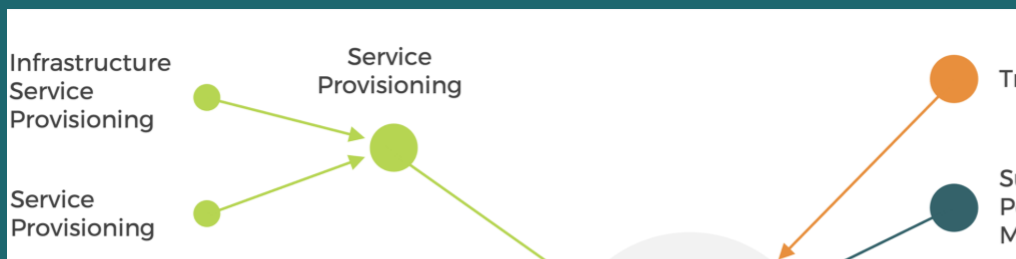 Infrastructure
Service
Provisioning
Service
Provisioning
Service
Provisioning